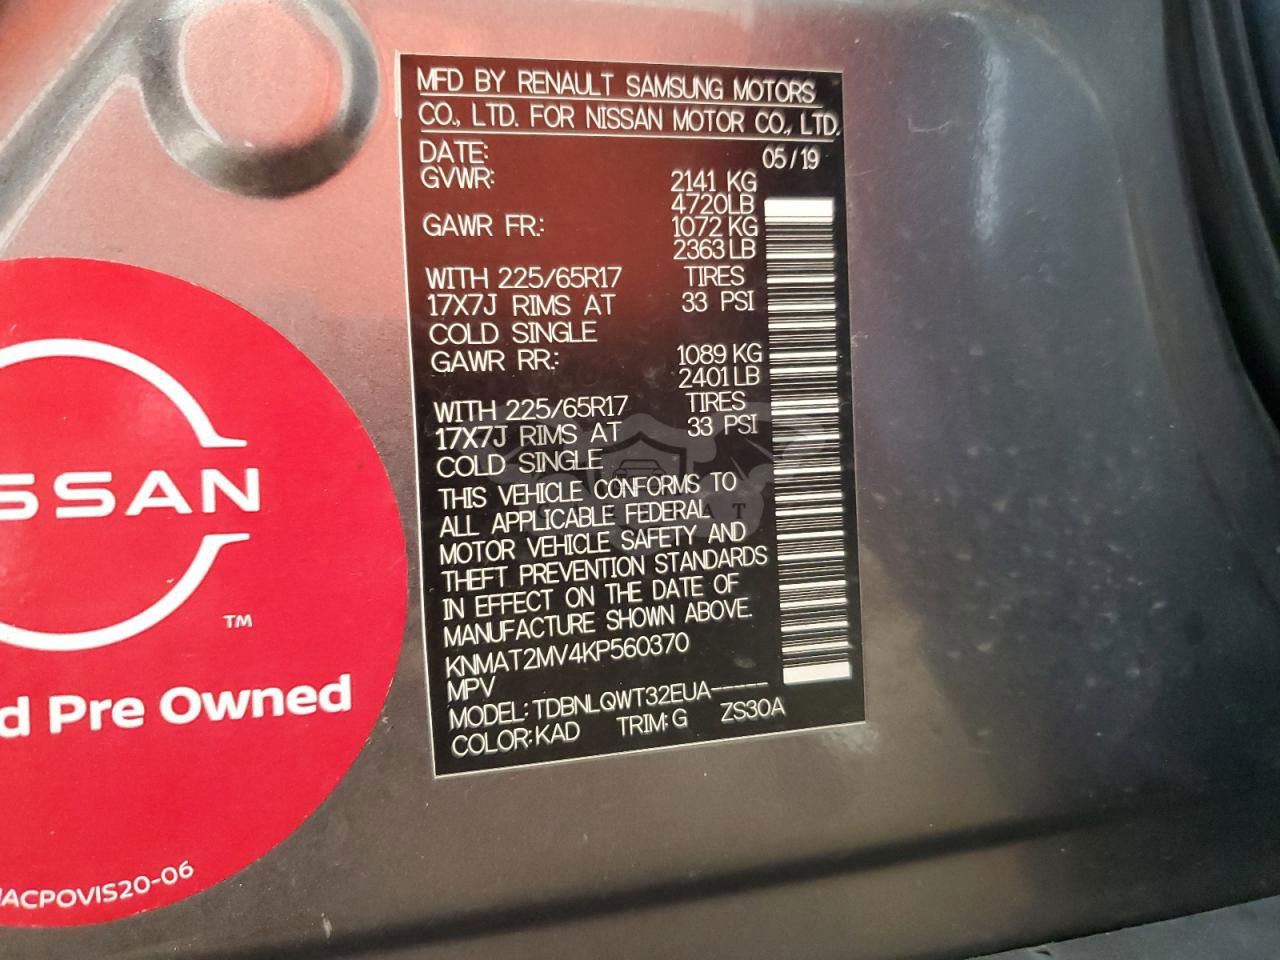 MFD BY RENAULT SAMSUNG MOTORS
CO., LTD. FOR NISSAN MOTOR CO., LTD.
DATE: 05/19
GVWR: 2141 KG
4720LB
GAWR FR: 1072 KG
2363LB
WITH 225/65R17 TIRES
17X7J RIMS AT 33 PSI
COLD SINGLE
GAWR RR: 1089 KG
2401LB
WITH 225/65R17 TIRES
17X7J RIMS AT 33 PSI
COLD SINGLE
THIS VEHICLE CONFORMS TO
ALL APPLICABLE FEDERAL
MOTOR VEHICLE SAFETY AND
THEFT PREVENTION STANDARDS
IN EFFECT ON THE DATE OF
MANUFACTURE SHOWN ABOVE.
KNMAT2MV4KP560370
MPV
MODEL: TDBNLQWT32EUA-----
COLOR: KAD TRIM: G ZS30A
SSAN
TM
d Pre Owned
ACPOVIS20-06